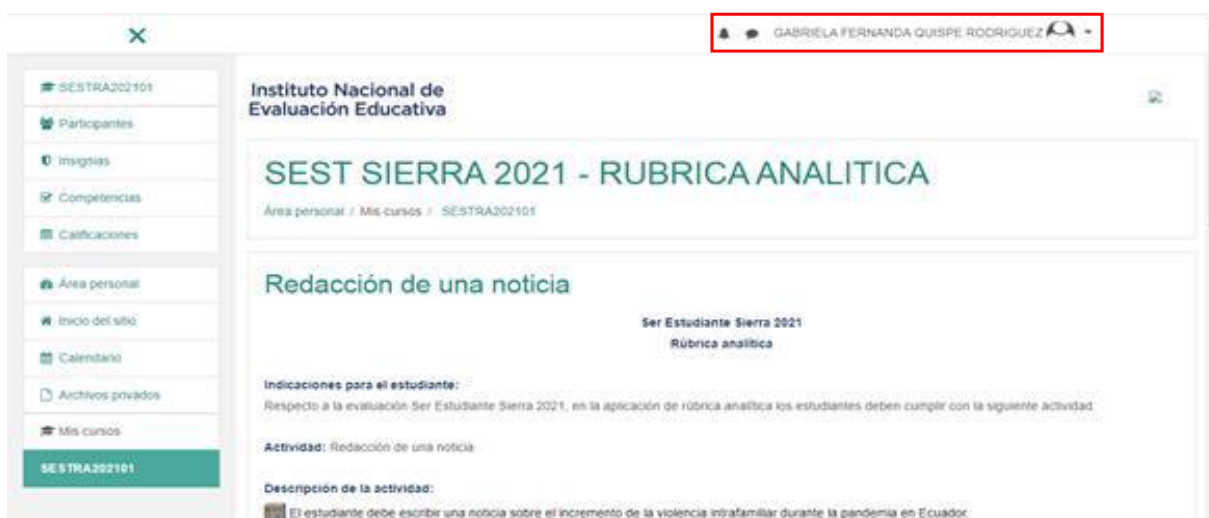 GABRIELA FERNANDA QUISPE RODRIGUEZ
SESTRA202101
Participantes
Insignias
Competencias
Calificaciones
Área personal
Inicio del sitio
Calendario
Archivos privados
Mis cursos
SESTRA202101
Instituto Nacional de
Evaluación Educativa
SEST SIERRA 2021 - RUBRICA ANALITICA
Área personal / Mis cursos / SESTRA202101
Redacción de una noticia
Ser Estudiante Sierra 2021
Rúbrica analítica
Indicaciones para el estudiante:
Respecto a la evaluación Ser Estudiante Sierra 2021, en la aplicación de rúbrica analítica los estudiantes deben cumplir con la siguiente actividad
Actividad: Redacción de una noticia
Descripción de la actividad:
El estudiante debe escribir una noticia sobre el incremento de la violencia intrafamiliar durante la pandemia en Ecuador.